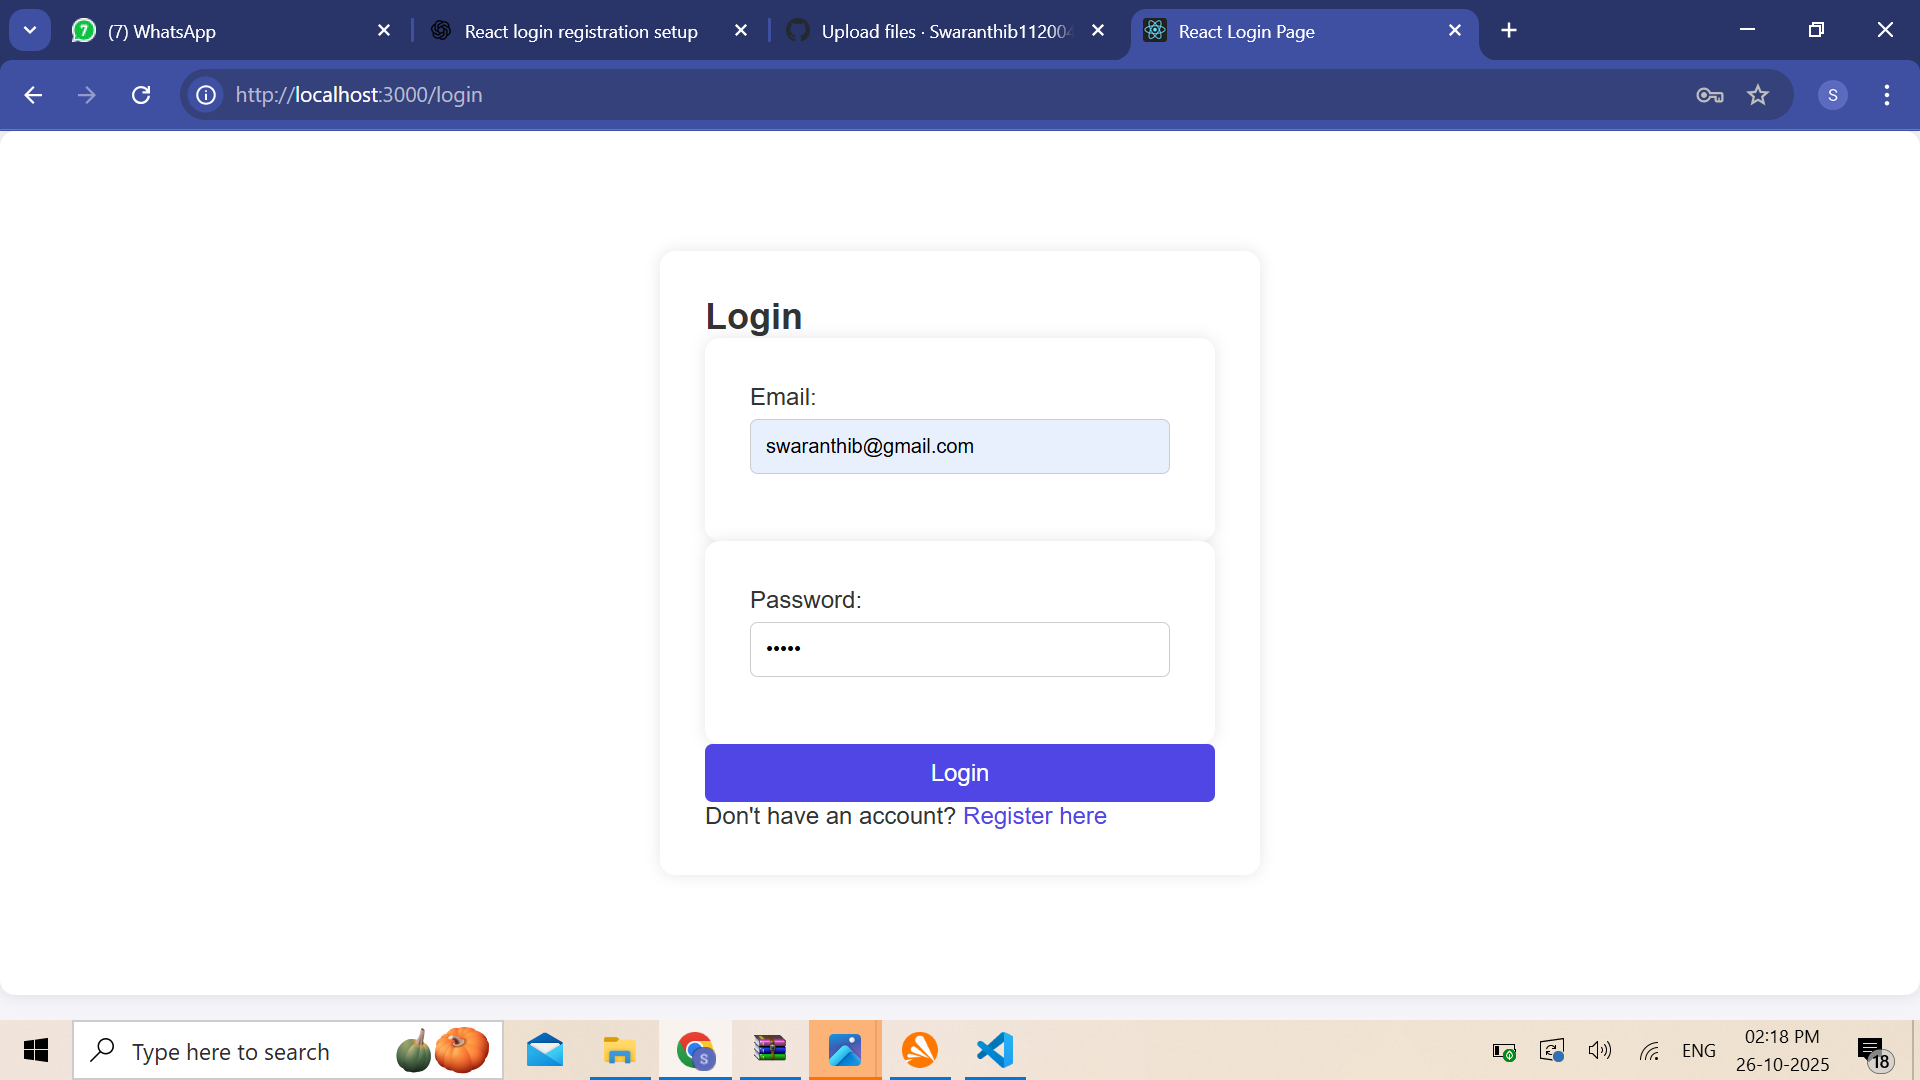 7 (7) WhatsApp
React login registration setup
Upload files · Swaranthib11200
React Login Page
http://localhost:3000/login
S
Login
Email:
swaranthib@gmail.com
Password:
•••••
Login
Don't have an account? Register here
Type here to search
S
ENG
02:18 PM
26-10-2025
18